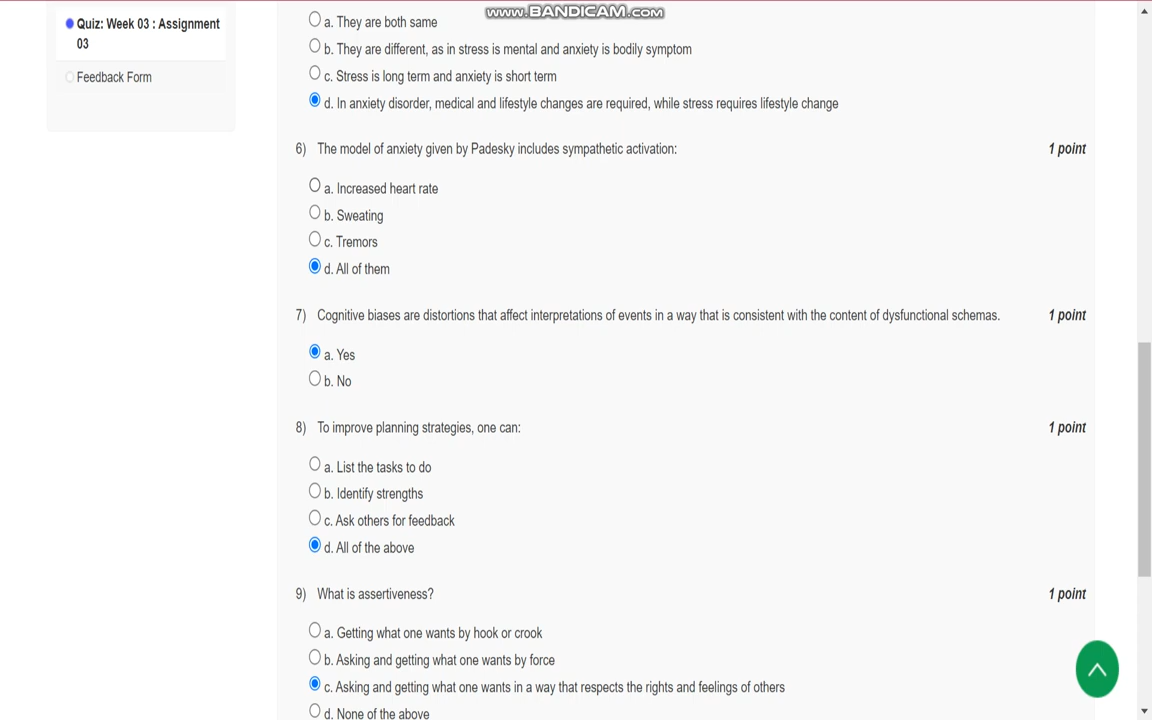 www.BANDICAM.com
Quiz: Week 03 : Assignment
03
Feedback Form
a. They are both same
b. They are different, as in stress is mental and anxiety is bodily symptom
c. Stress is long term and anxiety is short term
d. In anxiety disorder, medical and lifestyle changes are required, while stress requires lifestyle change
6) The model of anxiety given by Padesky includes sympathetic activation: 1 point
a. Increased heart rate
b. Sweating
c. Tremors
d. All of them
7) Cognitive biases are distortions that affect interpretations of events in a way that is consistent with the content of dysfunctional schemas. 1 point
a. Yes
b. No
8) To improve planning strategies, one can: 1 point
a. List the tasks to do
b. Identify strengths
c. Ask others for feedback
d. All of the above
9) What is assertiveness? 1 point
a. Getting what one wants by hook or crook
b. Asking and getting what one wants by force
c. Asking and getting what one wants in a way that respects the rights and feelings of others
d. None of the above